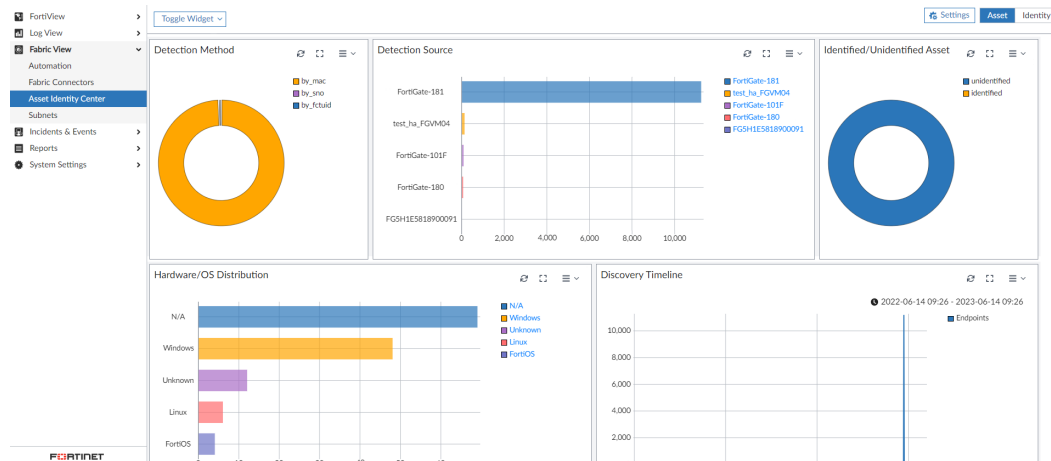 FortiView
Log View
Fabric View
Automation
Fabric Connectors
Asset Identity Center
Subnets
Incidents & Events
Reports
System Settings
FORTINET
Toggle Widget
Settings
Asset
Identity
Detection Method
by_mac
by_sno
by_fctuid
Detection Source
FortiGate-181
test_ha_FGVM04
FortiGate-101F
FortiGate-180
FG5H1E5818900091
0 2,000 4,000 6,000 8,000 10,000
FortiGate-181
test_ha_FGVM04
FortiGate-101F
FortiGate-180
FG5H1E5818900091
Identified/Unidentified Asset
unidentified
identified
Hardware/OS Distribution
N/A
Windows
Unknown
Linux
FortiOS
N/A
Windows
Unknown
Linux
FortiOS
Discovery Timeline
2022-06-14 09:26 - 2023-06-14 09:26
Endpoints
10,000
8,000
6,000
4,000
2,000